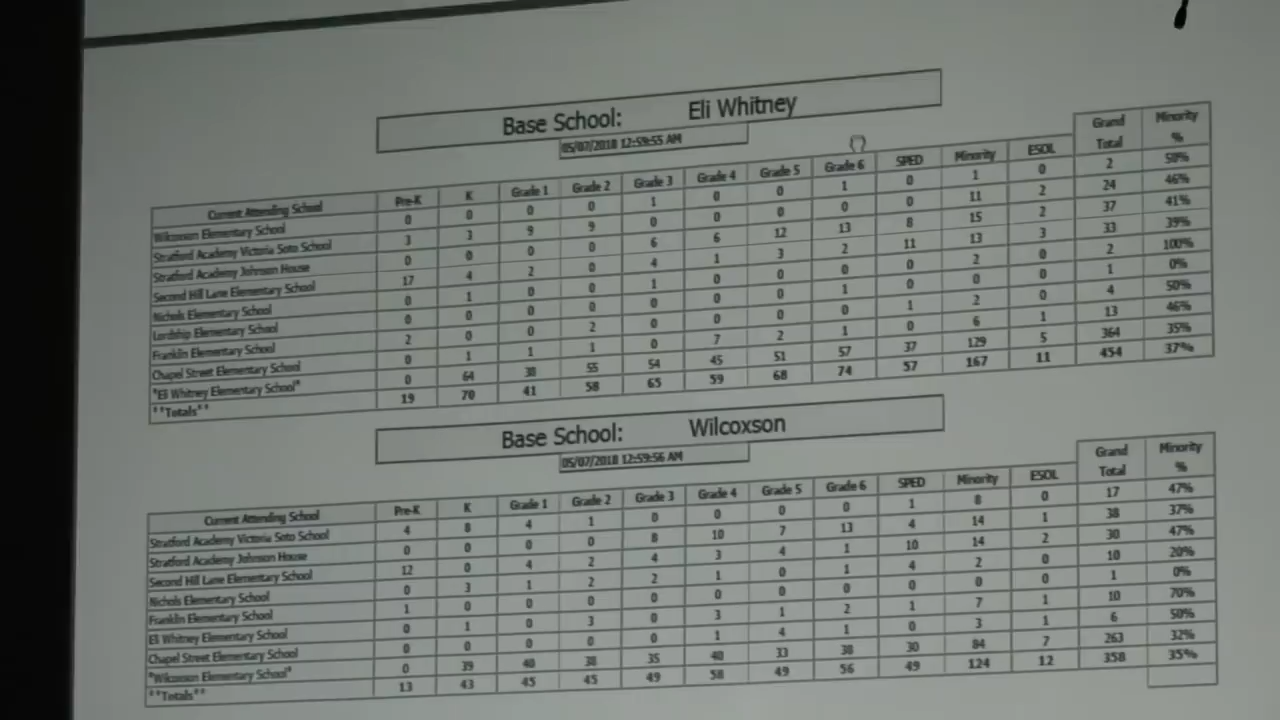 Base School: Eli Whitney
05/07/2018 12:59:55 AM
Current Attending School Pre-K K Grade 1 Grade 2 Grade 3 Grade 4 Grade 5 Grade 6 SPED Minority ESOL Grand Total Minority %
Wilcoxson Elementary School 0 0 0 0 1 0 0 1 0 1 0 2 50%
Stratford Academy Victoria Soto School 3 3 9 9 0 0 0 0 0 11 2 24 46%
Stratford Academy Johnson House 0 0 0 0 6 6 12 13 8 15 2 37 41%
Second Hill Lane Elementary School 17 4 2 0 4 1 3 2 11 13 3 33 39%
Nichols Elementary School 0 1 0 0 1 0 0 0 0 2 0 2 100%
Lordship Elementary School 0 0 0 0 0 0 0 1 0 0 0 1 0%
Franklin Elementary School 2 0 0 2 0 0 0 0 1 2 0 4 50%
Chapel Street Elementary School 0 1 1 1 0 7 2 1 0 6 1 13 46%
*Eli Whitney Elementary School* 0 64 38 55 54 45 51 57 37 129 5 364 35%
**Totals** 19 70 41 58 65 59 68 74 57 167 11 454 37%
Base School: Wilcoxson
05/07/2018 12:59:56 AM
Current Attending School Pre-K K Grade 1 Grade 2 Grade 3 Grade 4 Grade 5 Grade 6 SPED Minority ESOL Grand Total Minority %
Stratford Academy Victoria Soto School 4 8 4 1 0 0 0 0 1 8 0 17 47%
Stratford Academy Johnson House 0 0 0 0 8 10 7 13 4 14 1 38 37%
Second Hill Lane Elementary School 12 0 4 2 4 3 4 1 10 14 2 30 47%
Nichols Elementary School 0 3 1 2 2 1 0 1 4 2 0 10 20%
Franklin Elementary School 1 0 0 0 0 0 0 0 0 0 0 1 0%
Eli Whitney Elementary School 0 1 0 3 0 3 1 2 1 7 1 10 70%
Chapel Street Elementary School 0 0 0 0 0 1 4 1 0 3 1 6 50%
*Wilcoxson Elementary School* 0 39 40 38 35 40 33 38 30 84 7 263 32%
**Totals** 13 43 45 45 49 58 49 56 49 124 12 358 35%